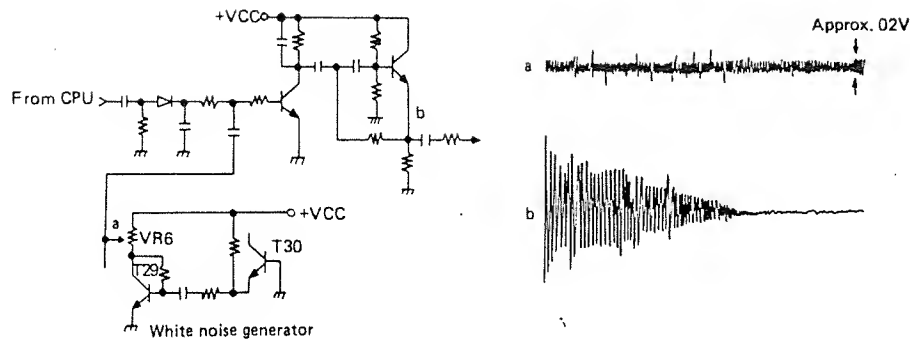 +VCC
Approx. 02V
a
From CPU
b
b
a
VR6
+VCC
T29
T30
White noise generator